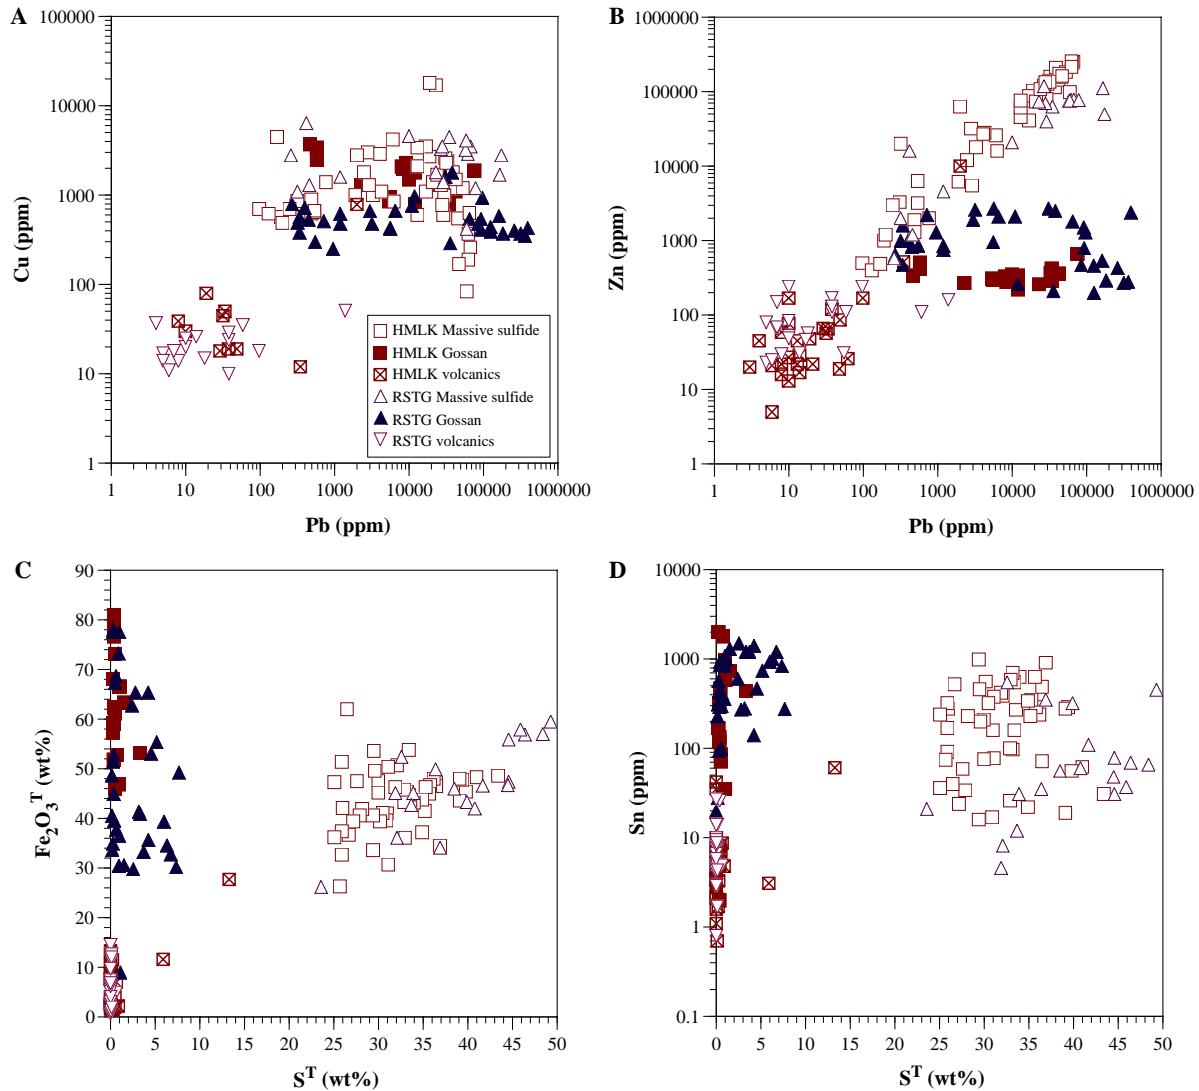 A
100000
10000
1000
100
10
1
Cu (ppm)
1 10 100 1000 10000 100000 1000000
Pb (ppm)
HMLK Massive sulfide
HMLK Gossan
HMLK volcanics
RSTG Massive sulfide
RSTG Gossan
RSTG volcanics
B
1000000
100000
10000
1000
100
10
1
Zn (ppm)
1 10 100 1000 10000 100000 1000000
Pb (ppm)
C
90
80
70
60
50
40
30
20
10
0
Fe2O3T (wt%)
0 5 10 15 20 25 30 35 40 45 50
ST (wt%)
D
10000
1000
100
10
1
0.1
Sn (ppm)
0 5 10 15 20 25 30 35 40 45 50
ST (wt%)